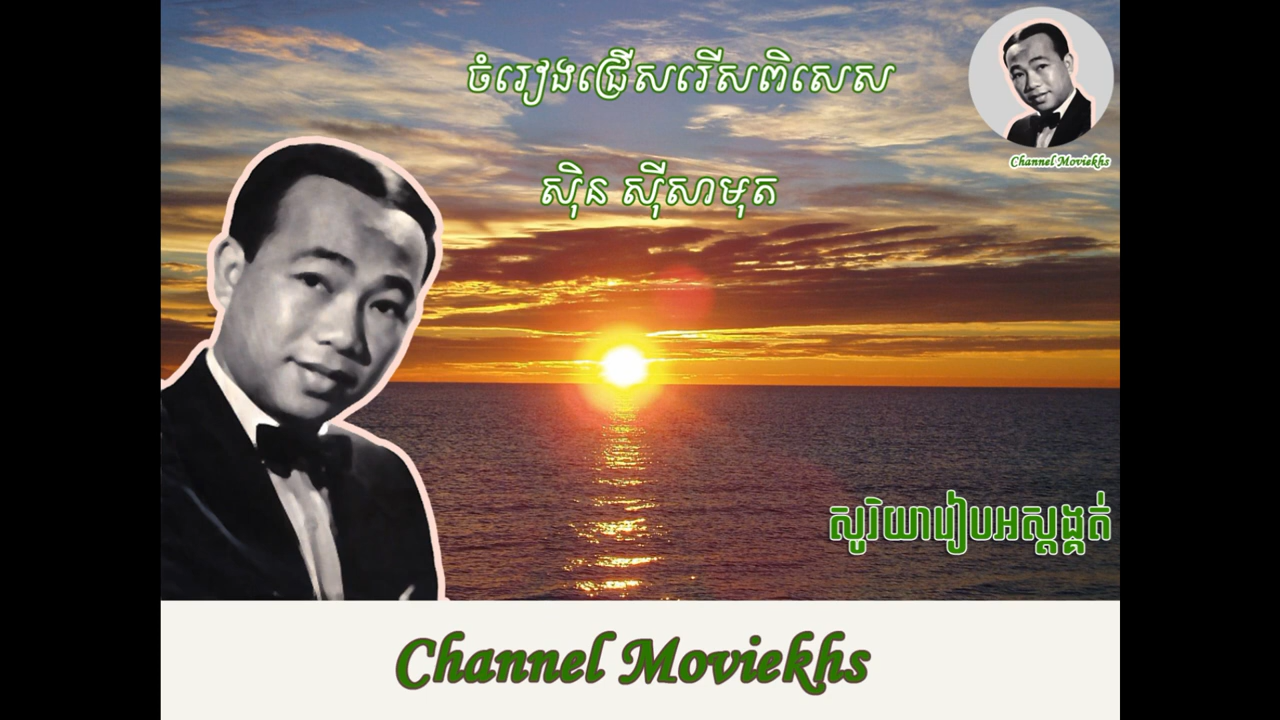 ចំរៀងជ្រើសរើសពិសេស
Channel Moviekhs
ស៊ិន ស៊ីសាមុត
សូរិយារៀបអស្តង្គត់
Channel Moviekhs